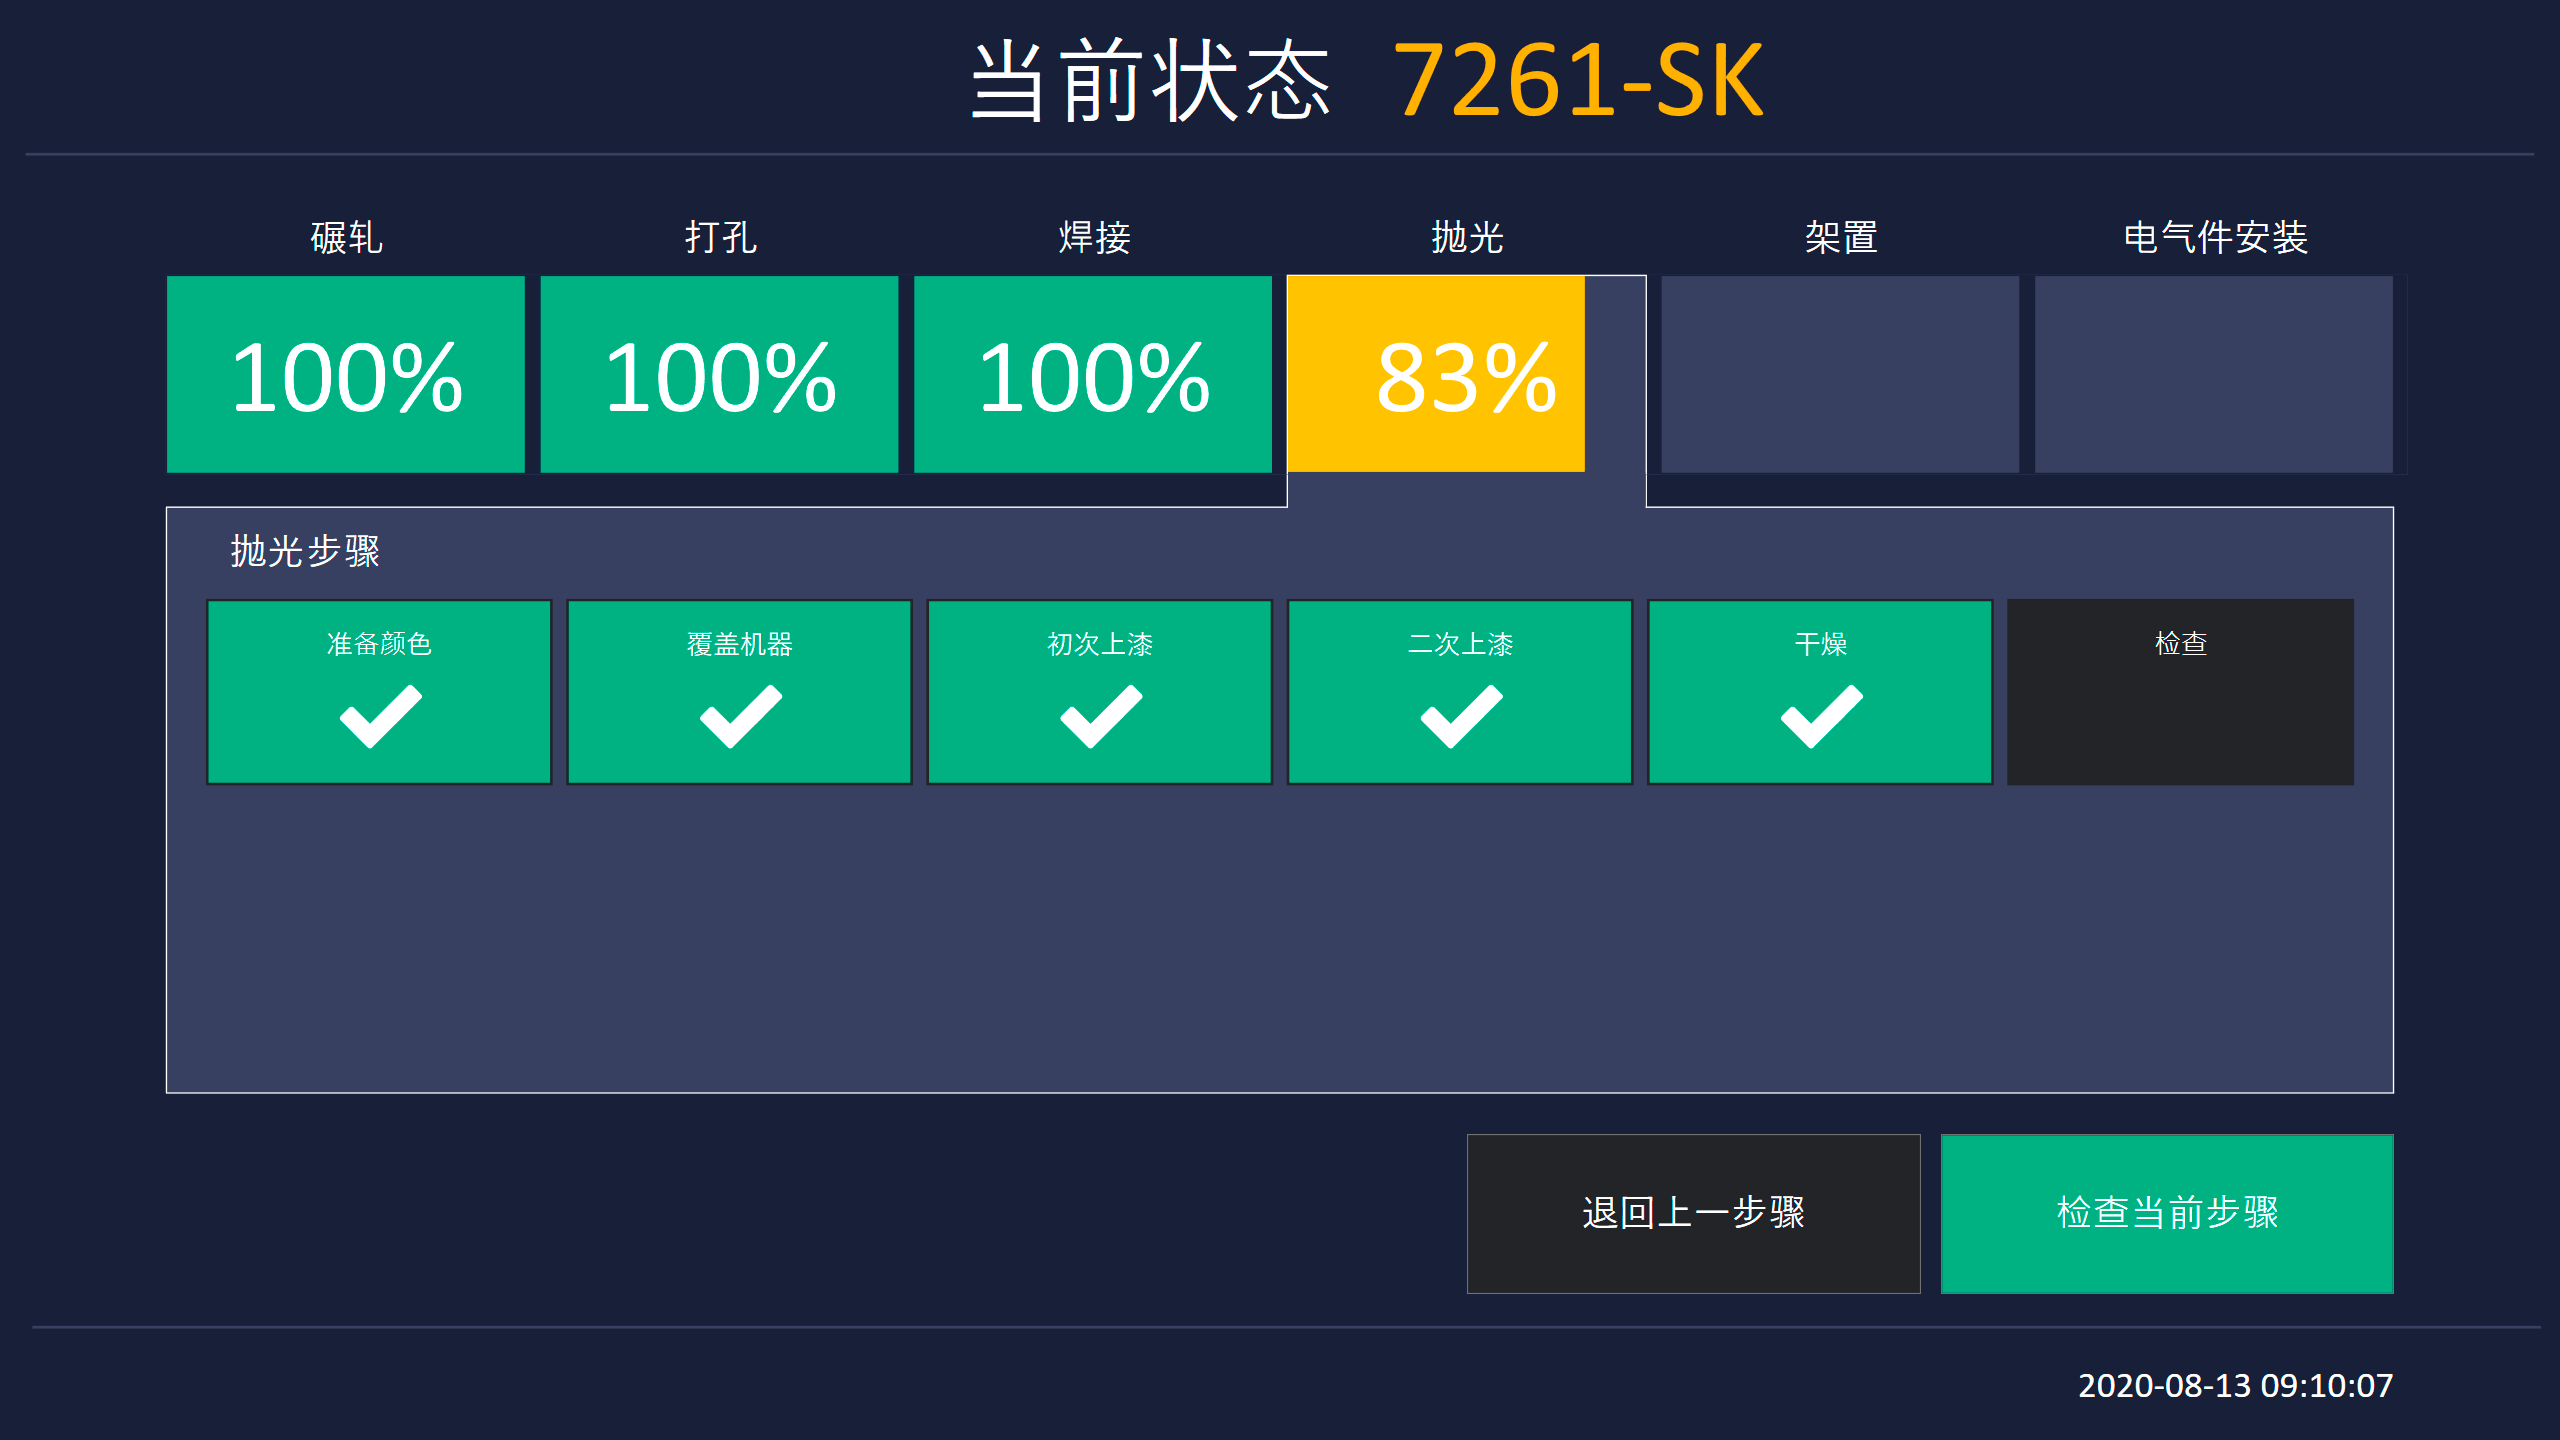 当前状态 7261-SK
碾轧 打孔 焊接 抛光 架置 电气件安装
100% 100% 100% 83%
抛光步骤
准备颜色 覆盖机器 初次上漆 二次上漆 干燥 检查
退回上一步骤 检查当前步骤
2020-08-13 09:10:07